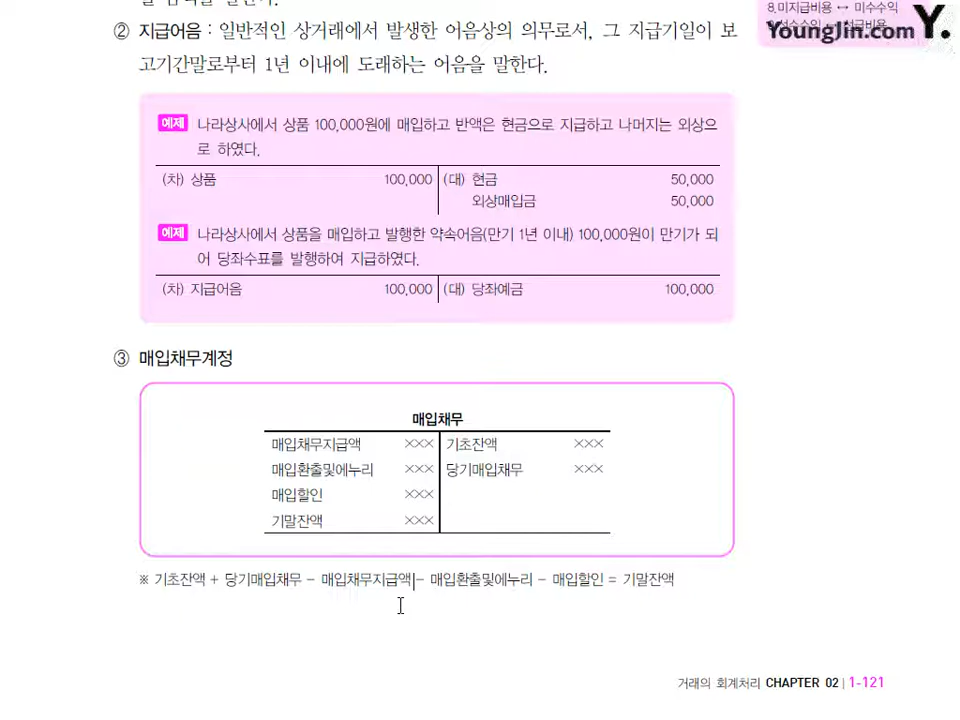 8.미지급비용 ↔ 미수수익
YoungJin.com Y.
② 지급어음 : 일반적인 상거래에서 발생한 어음상의 의무로서, 그 지급기일이 보
고기간말로부터 1년 이내에 도래하는 어음을 말한다.
예제 나라상사에서 상품 100,000원에 매입하고 반액은 현금으로 지급하고 나머지는 외상으
로 하였다.
(차) 상품 100,000 (대) 현금 50,000
외상매입금 50,000
예제 나라상사에서 상품을 매입하고 발행한 약속어음(만기 1년 이내) 100,000원이 만기가 되
어 당좌수표를 발행하여 지급하였다.
(차) 지급어음 100,000 (대) 당좌예금 100,000
③ 매입채무계정
매입채무
매입채무지급액 ××× 기초잔액 ×××
매입환출및에누리 ××× 당기매입채무 ×××
매입할인 ×××
기말잔액 ×××
※ 기초잔액 + 당기매입채무 - 매입채무지급액 - 매입환출및에누리 - 매입할인 = 기말잔액
거래의 회계처리 CHAPTER 02 | 1-121